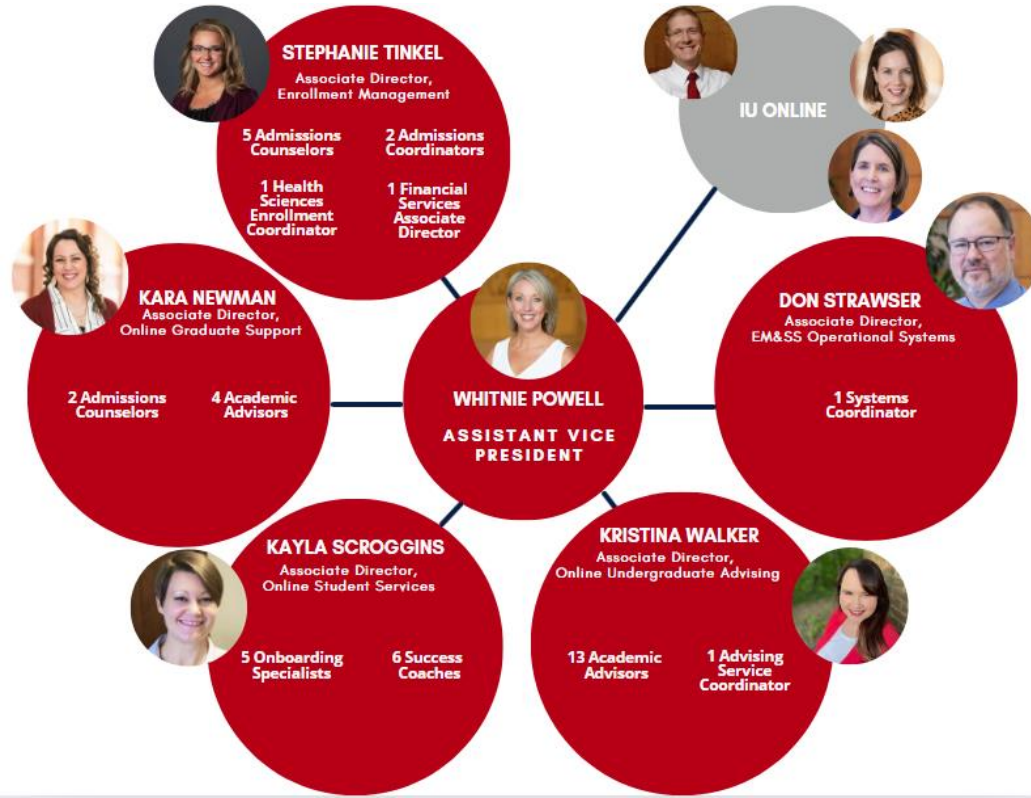 STEPHANIE TINKEL
Associate Director,
Enrollment Management
5 Admissions
Counselors
2 Admissions
Coordinators
1 Health
Sciences
Enrollment
Coordinator
1 Financial
Services
Associate
Director
IU ONLINE
KARA NEWMAN
Associate Director,
Online Graduate Support
2 Admissions
Counselors
4 Academic
Advisors
WHITNIE POWELL
ASSISTANT VICE
PRESIDENT
DON STRAWSER
Associate Director,
EM&SS Operational Systems
1 Systems
Coordinator
KAYLA SCROGGINS
Associate Director,
Online Student Services
5 Onboarding
Specialists
6 Success
Coaches
KRISTINA WALKER
Associate Director,
Online Undergraduate Advising
13 Academic
Advisors
1 Advising
Service
Coordinator